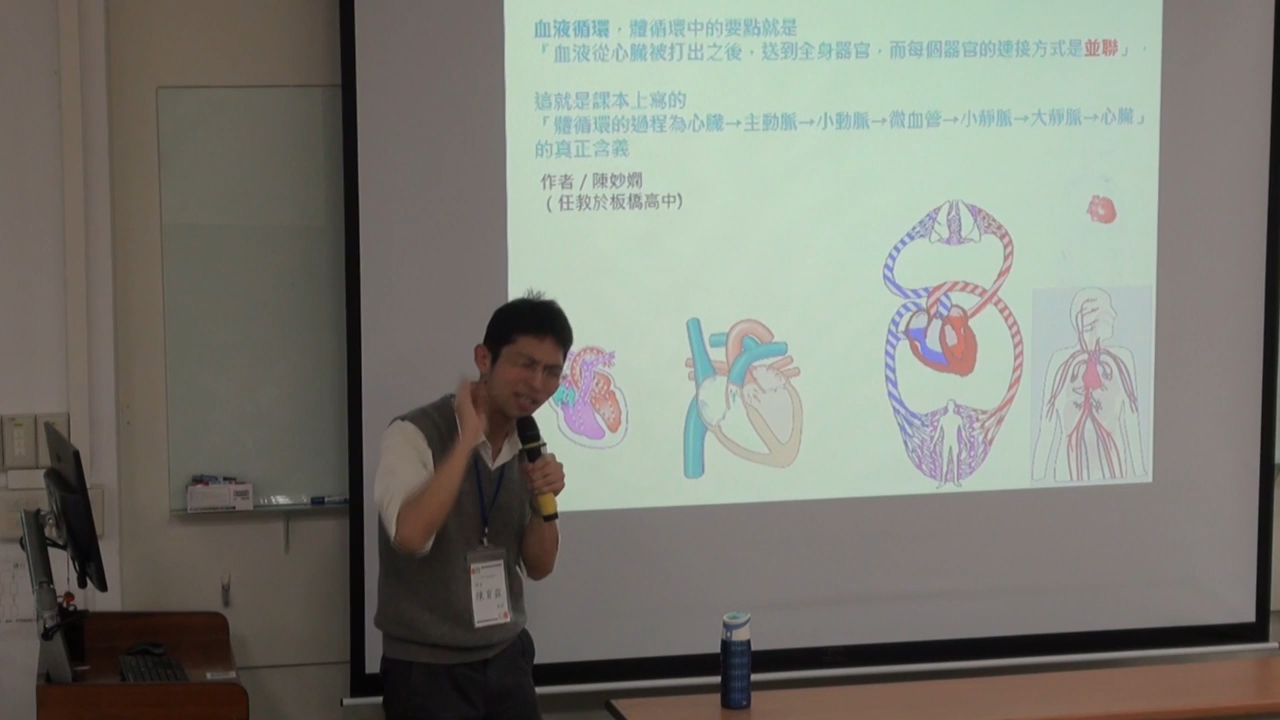 血液循環，體循環中的要點就是
「血液從心臟被打出之後，送到全身器官，而每個器官的連接方式是並聯」，
這就是課本上寫的
「體循環的過程為心臟→主動脈→小動脈→微血管→小靜脈→大靜脈→心臟」
的真正含義
作者 / 陳妙嫻
( 任教於板橋高中)